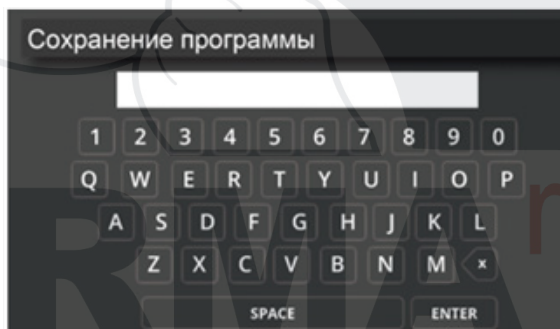 Сохранение программы
1 2 3 4 5 6 7 8 9 0
Q W E R T Y U I O P
A S D F G H J K L
Z X C V B N M x
SPACE ENTER